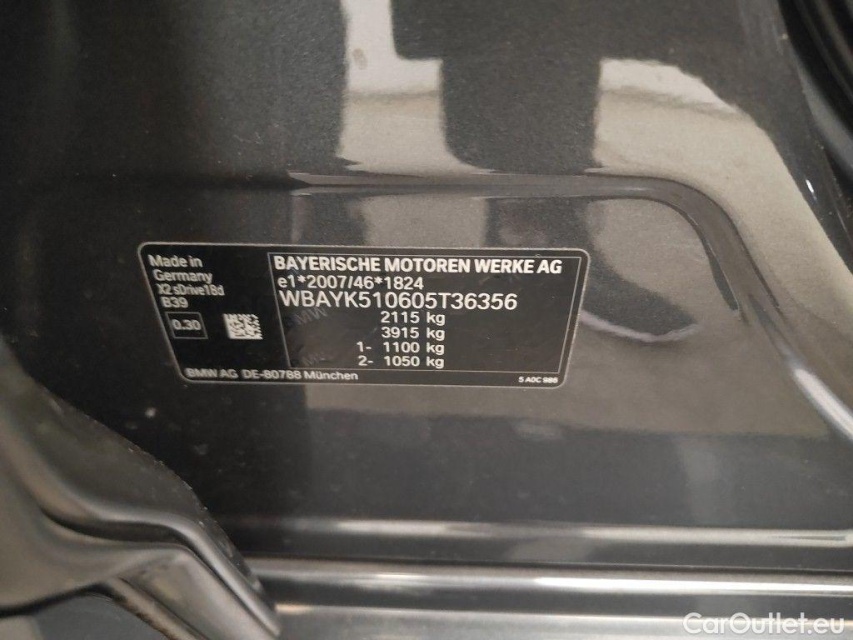 Made in
Germany
X2 sDrive18d
B39
0.30
BAYERISCHE MOTOREN WERKE AG
e1*2007/46*1824
WBAYK510605T36356
2115 kg
3915 kg
1- 1100 kg
2- 1050 kg
BMW AG DE-80788 München
5 A0C 986
CarOutlet.eu